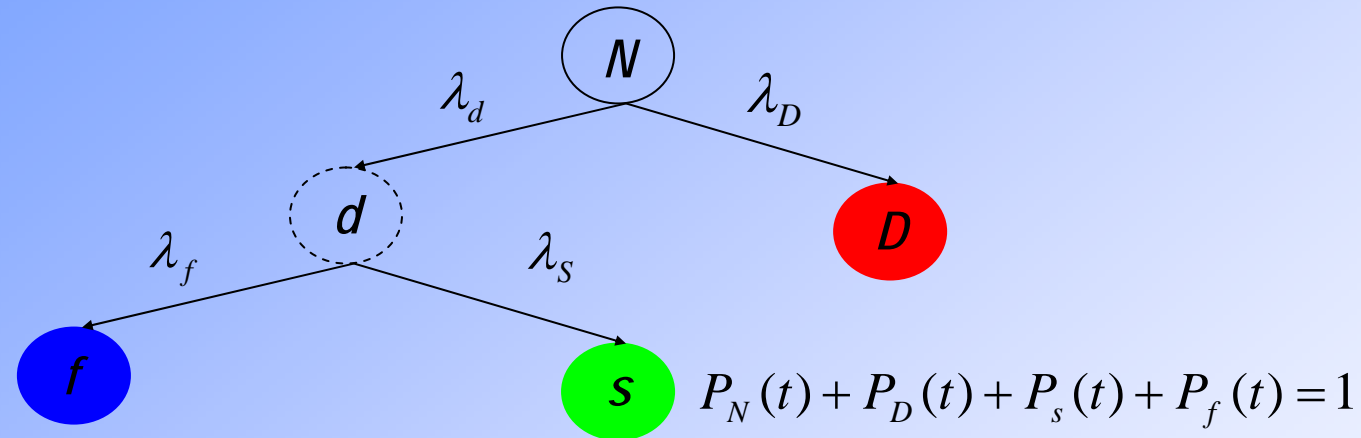 N
λ_d λ_D
d
D
λ_f λ_S
f
s P_N(t) + P_D(t) + P_s(t) + P_f(t) = 1